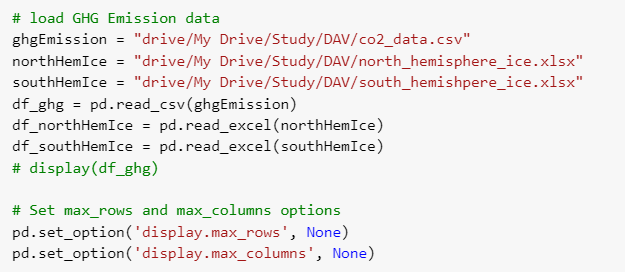 # load GHG Emission data
ghgEmission = "drive/My Drive/Study/DAV/co2_data.csv"
northHemIce = "drive/My Drive/Study/DAV/north_hemisphere_ice.xlsx"
southHemIce = "drive/My Drive/Study/DAV/south_hemishpere_ice.xlsx"
df_ghg = pd.read_csv(ghgEmission)
df_northHemIce = pd.read_excel(northHemIce)
df_southHemIce = pd.read_excel(southHemIce)
# display(df_ghg)
# Set max_rows and max_columns options
pd.set_option('display.max_rows', None)
pd.set_option('display.max_columns', None)